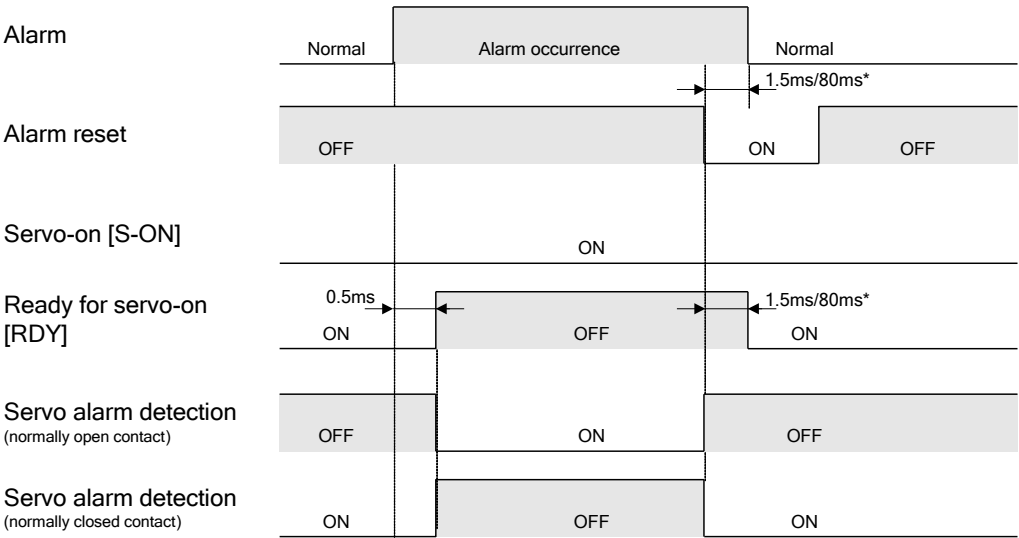 Alarm
Normal
Alarm occurrence
Normal
1.5ms/80ms*
Alarm reset
OFF
ON
OFF
Servo-on [S-ON]
ON
Ready for servo-on
[RDY]
0.5ms
1.5ms/80ms*
ON
OFF
ON
Servo alarm detection
(normally open contact)
OFF
ON
OFF
Servo alarm detection
(normally closed contact)
ON
OFF
ON